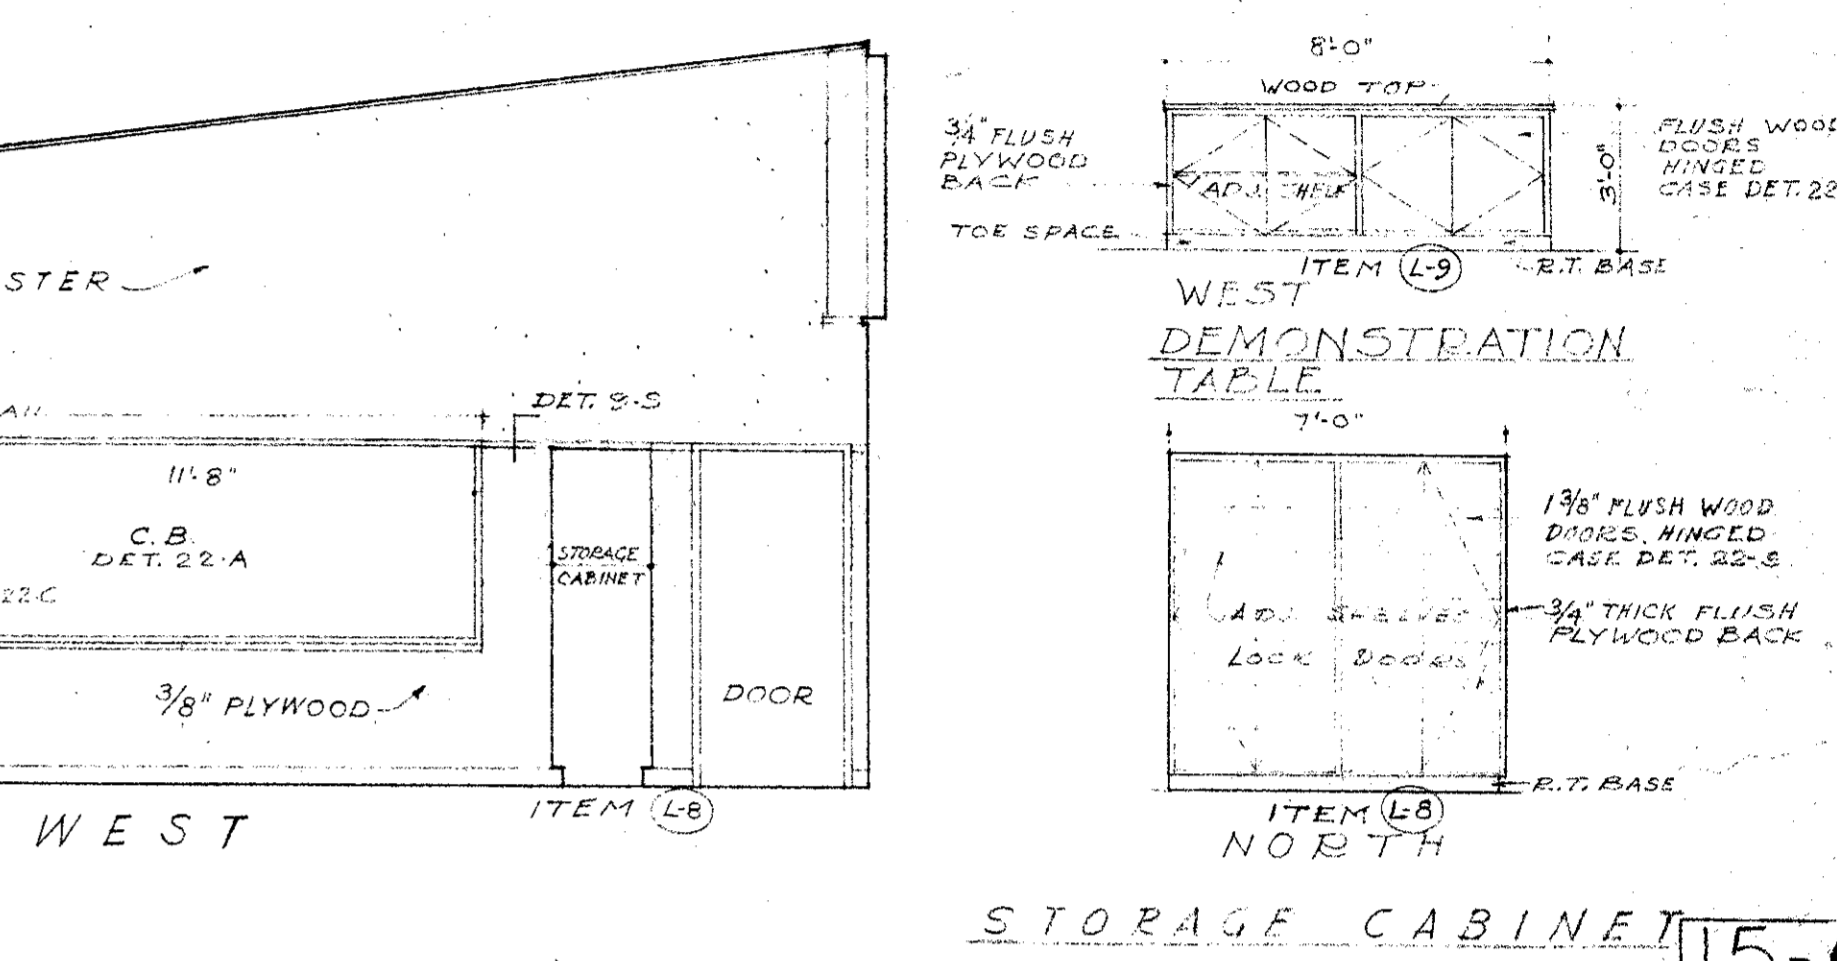 STER
DET. 8-S
11'-8"
C. B.
DET. 22-A
22-C
3/8" PLYWOOD
STORAGE
CABINET
DOOR
ITEM L-8
WEST
8'-0"
WOOD TOP
3/4" FLUSH
PLYWOOD
BACK
ADJ. SHELF
TOE SPACE
FLUSH WOOD
DOORS
HINGED
CASE DET. 22
3'-0"
ITEM L-9
R.T. BASE
WEST
DEMONSTRATION
TABLE
7'-0"
1 3/8" FLUSH WOOD
DOORS, HINGED
CASE DET. 22-S
3/4" THICK FLUSH
PLYWOOD BACK
ADJ. SHELVES
LOCK DOORS
R.T. BASE
ITEM L-8
NORTH
STORAGE CABINET